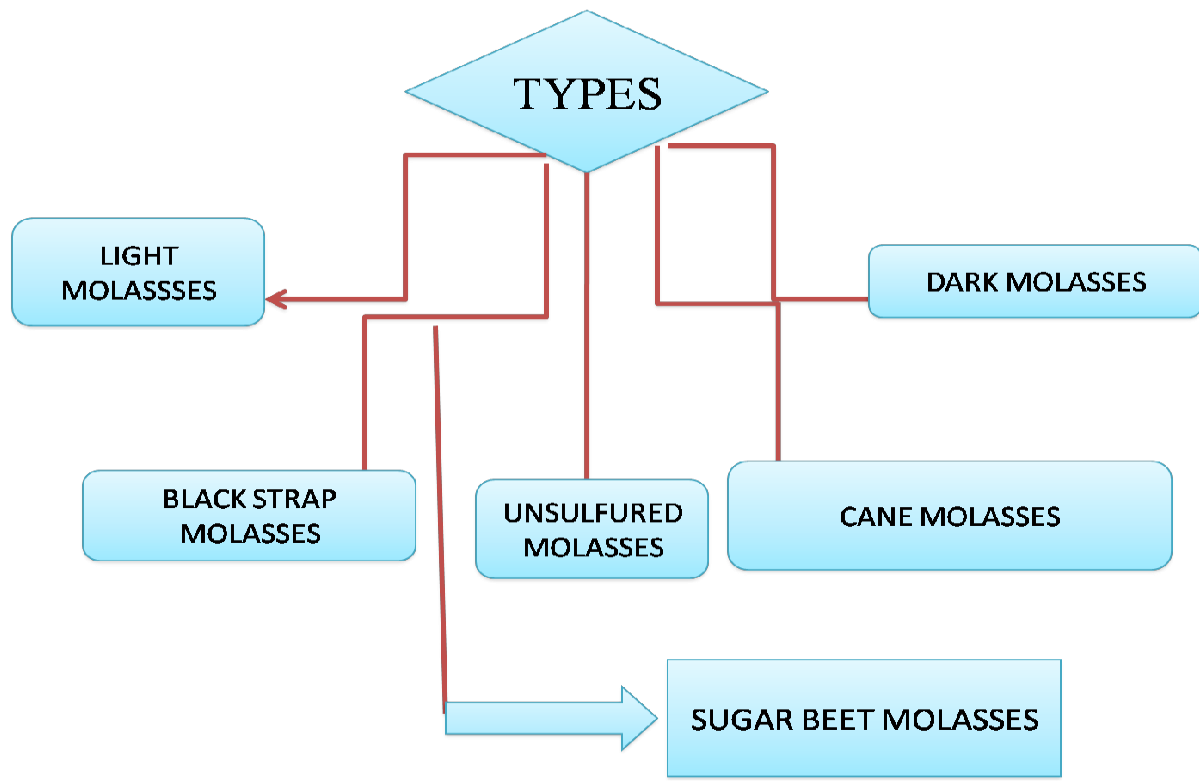 TYPES
LIGHT
MOLASSSES
DARK MOLASSES
BLACK STRAP
MOLASSES
UNSULFURED
MOLASSES
CANE MOLASSES
SUGAR BEET MOLASSES